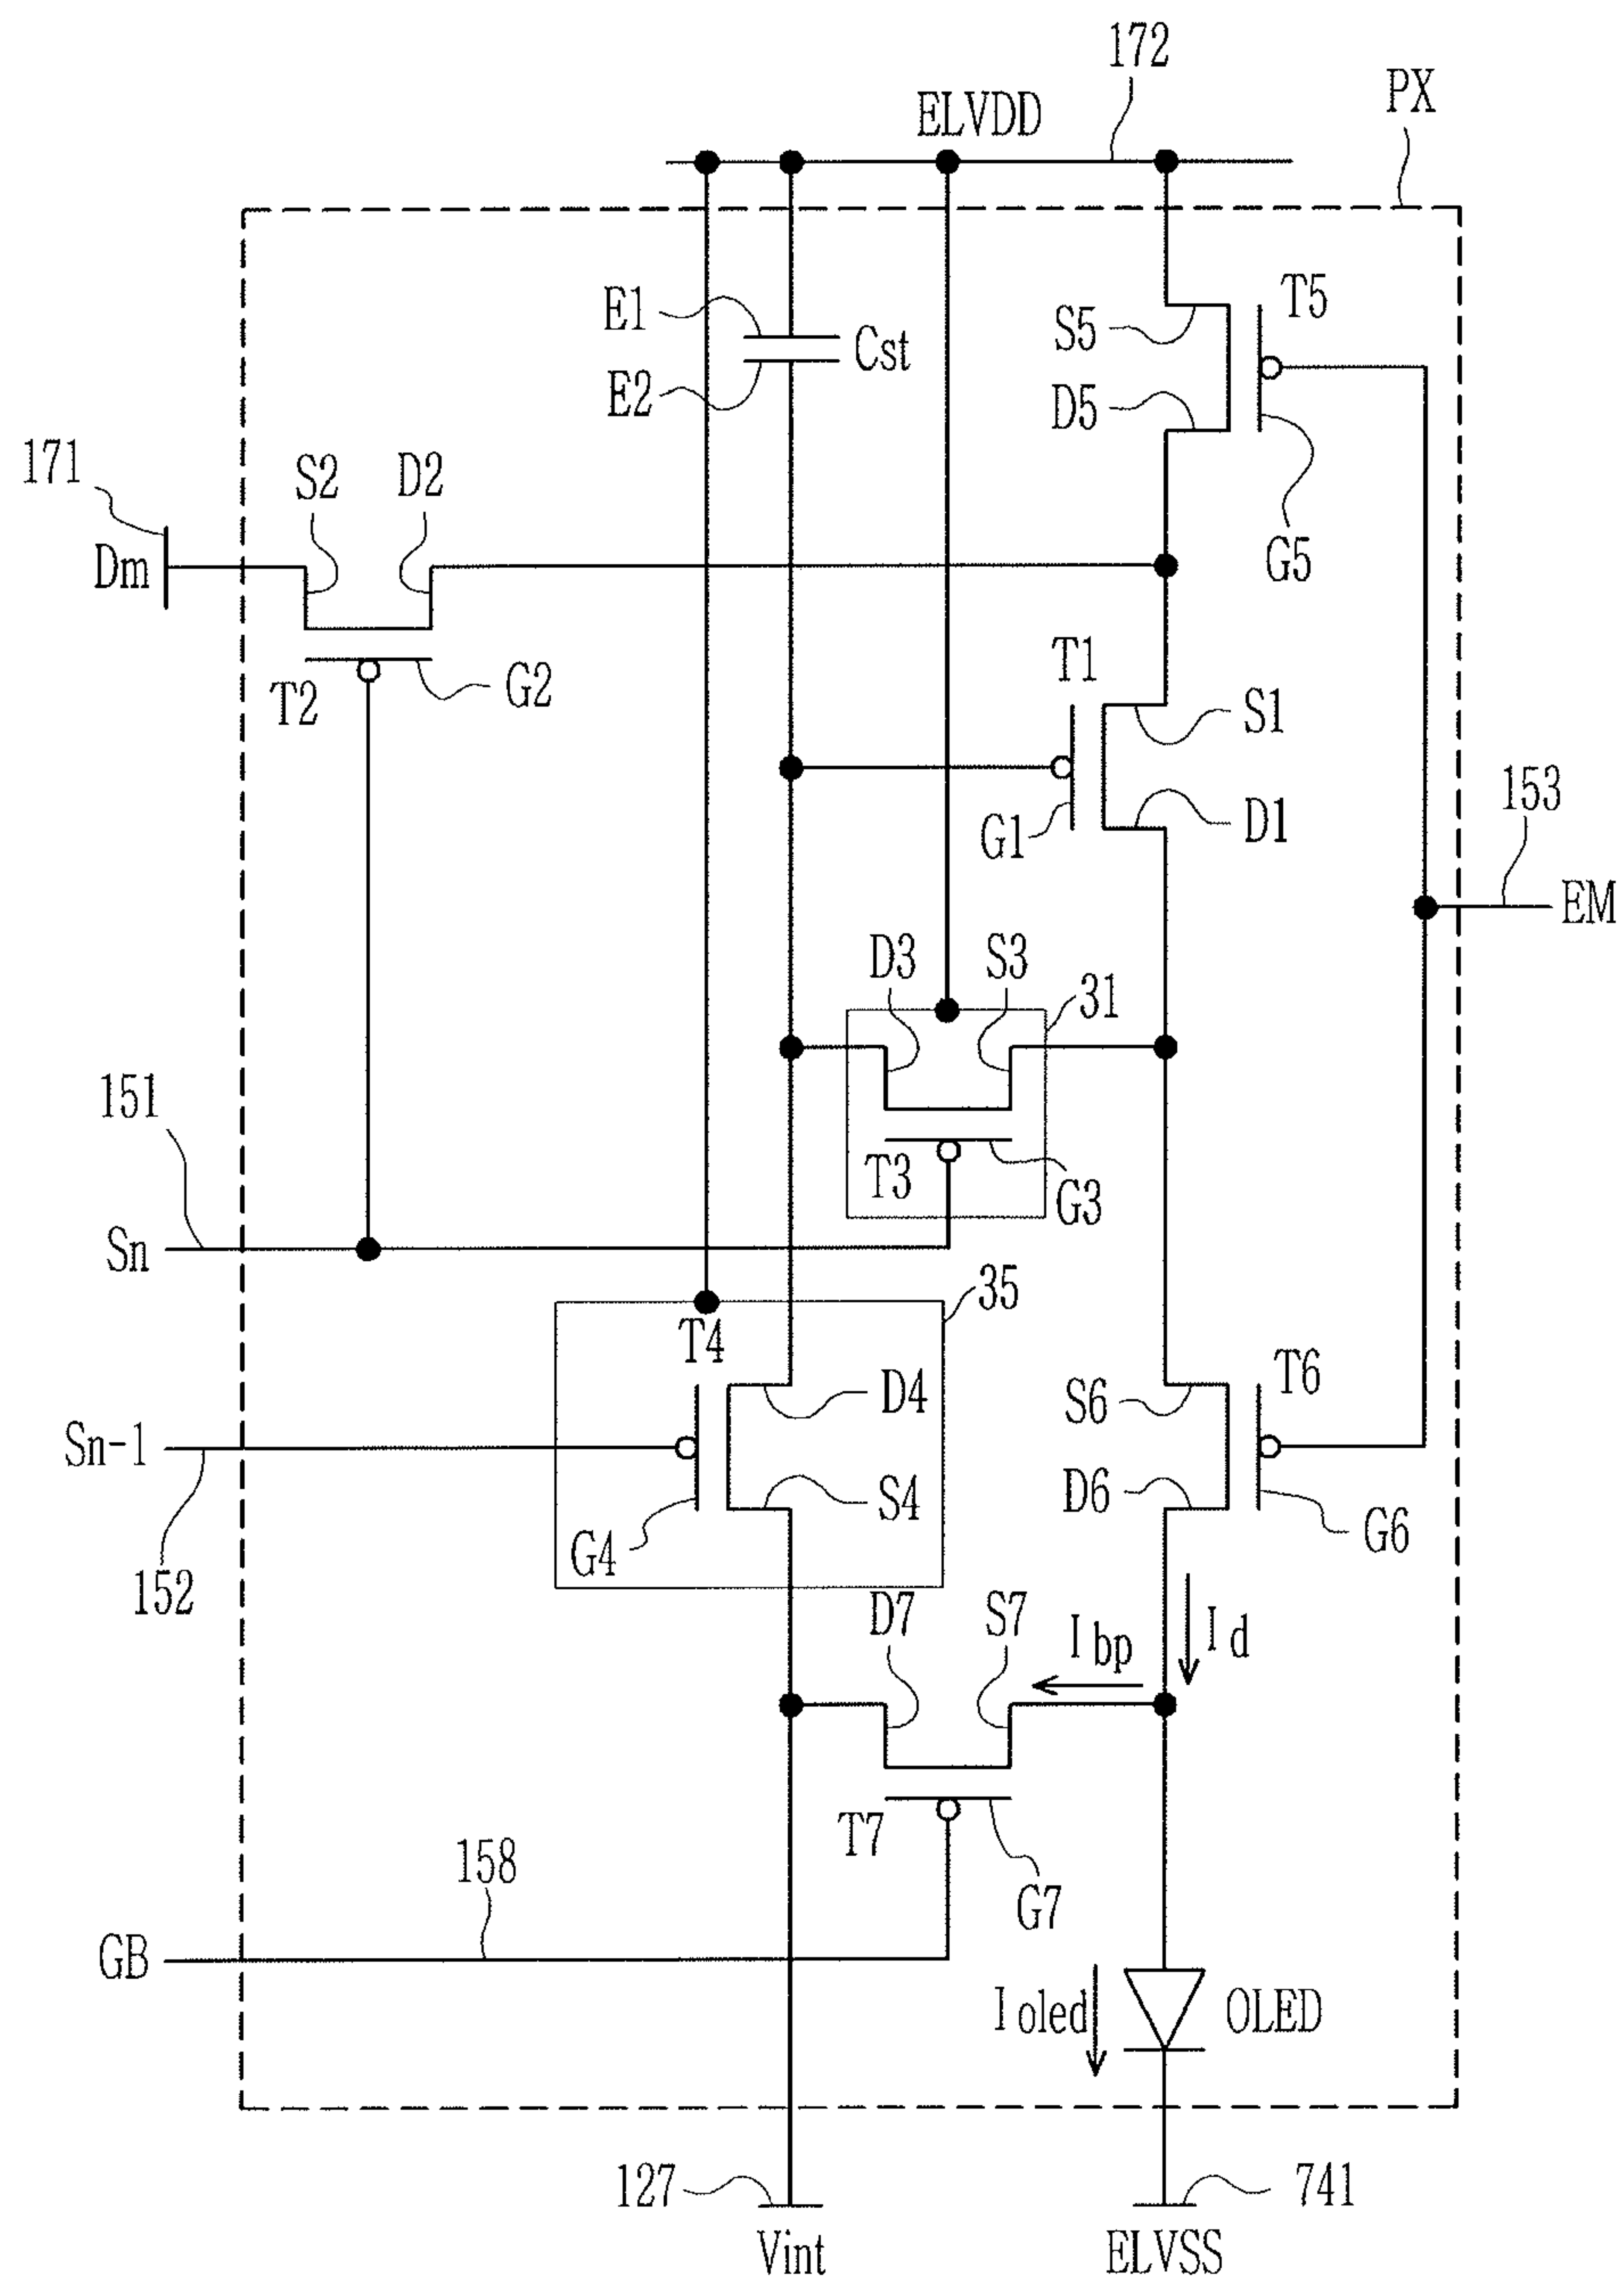 172
ELVDD
PX
E1
Cst
E2
T5
S5
D5
G5
171
S2
D2
Dm
T2
G2
T1
S1
G1
D1
153
EM
D3
S3
31
151
T3
G3
Sn
35
T4
D4
Sn-1
S4
G4
152
T6
S6
D6
G6
D7
S7
I bp
I d
T7
G7
158
GB
I oled
OLED
127
Vint
741
ELVSS